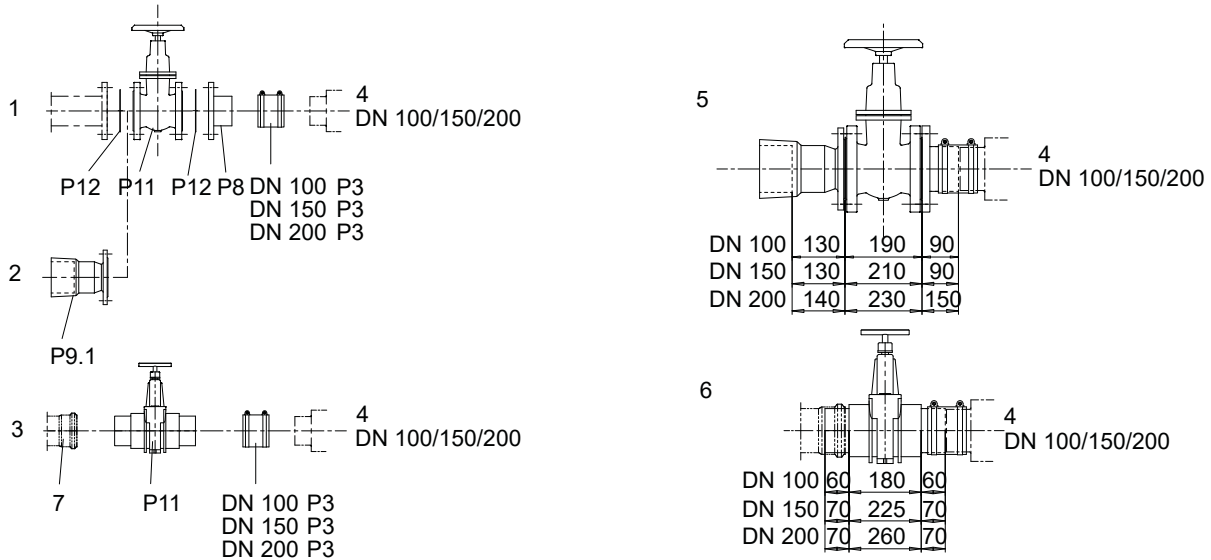 1
4
DN 100/150/200
P12 P11 P12 P8 DN 100 P3
DN 150 P3
DN 200 P3
2
P9.1
3
4
DN 100/150/200
7
P11
DN 100 P3
DN 150 P3
DN 200 P3
5
4
DN 100/150/200
DN 100 130 190 90
DN 150 130 210 90
DN 200 140 230 150
6
4
DN 100/150/200
DN 100 60 180 60
DN 150 70 225 70
DN 200 70 260 70